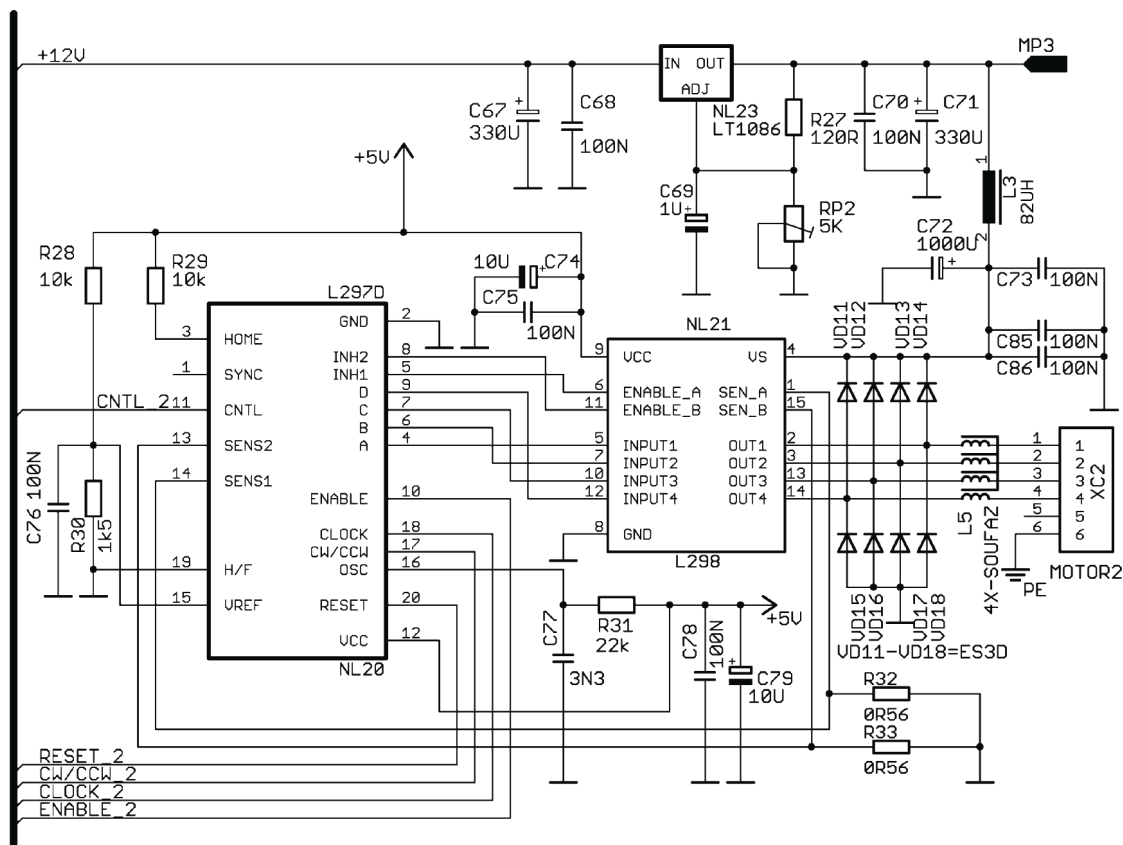 +12V
MP3
IN OUT
ADJ
NL23
LT1086
C67
330U
C68
100N
R27
120R
C70
100N
C71
330U
+5V
C69
1U
RP2
5K
1
L3
82UH
2
C72
1000U
C73
100N
C85
100N
C86
100N
R28
10k
R29
10k
10U
C74
C75
100N
L297D
NL21
VD11
VD12
VD13
VD14
3
HOME
1
SYNC
CNTL_2
11
CNTL
13
SENS2
14
SENS1
19
H/F
15
VREF
GND
2
INH2
8
INH1
5
D
9
C
7
B
6
A
4
ENABLE
10
CLOCK
18
CW/CCW
17
OSC
16
RESET
20
VCC
12
NL20
C76 100N
R30
1k5
9
VCC
6
ENABLE_A
11
ENABLE_B
5
INPUT1
7
INPUT2
10
INPUT3
12
INPUT4
8
GND
VS
4
SEN_A
1
SEN_B
15
OUT1
2
OUT2
3
OUT3
13
OUT4
14
L298
1
2
3
4
5
6
1
2
3
4
5
6
XC2
MOTOR2
L5
4X-SOUFAZ
PE
VD15
VD16
VD17
VD18
VD11-VD18=ES3D
C77
3N3
R31
22k
C78
100N
+5V
C79
10U
R32
0R56
R33
0R56
RESET_2
CW/CCW_2
CLOCK_2
ENABLE_2